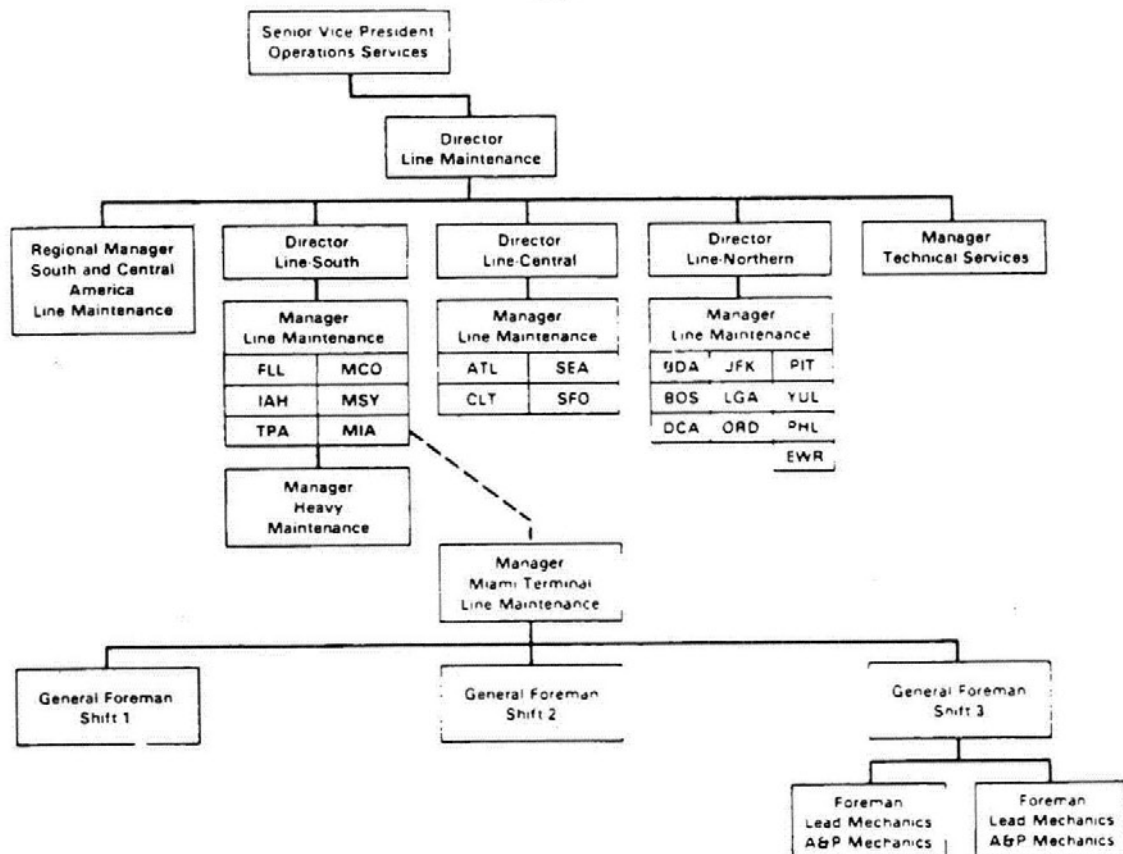 Senior Vice President
Operations Services
Director
Line Maintenance
Regional Manager
South and Central
America
Line Maintenance
Director
Line-South
Director
Line-Central
Director
Line-Northern
Manager
Technical Services
Manager
Line Maintenance
FLL MCO
IAH MSY
TPA MIA
Manager
Line Maintenance
ATL SEA
CLT SFO
Manager
Line Maintenance
BDA JFK PIT
BOS LGA YUL
DCA ORD PHL
EWR
Manager
Heavy
Maintenance
Manager
Miami Terminal
Line Maintenance
General Foreman
Shift 1
General Foreman
Shift 2
General Foreman
Shift 3
Foreman
Lead Mechanics
A&P Mechanics
Foreman
Lead Mechanics
A&P Mechanics